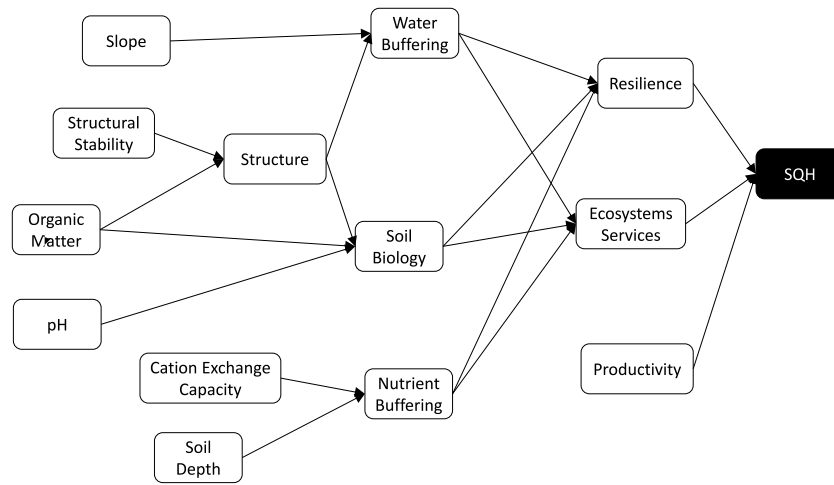 Slope
Water
Buffering
Resilience
Structural
Stability
Structure
SQH
Organic
Matter
Soil
Biology
Ecosystems
Services
pH
Cation Exchange
Capacity
Nutrient
Buffering
Productivity
Soil
Depth